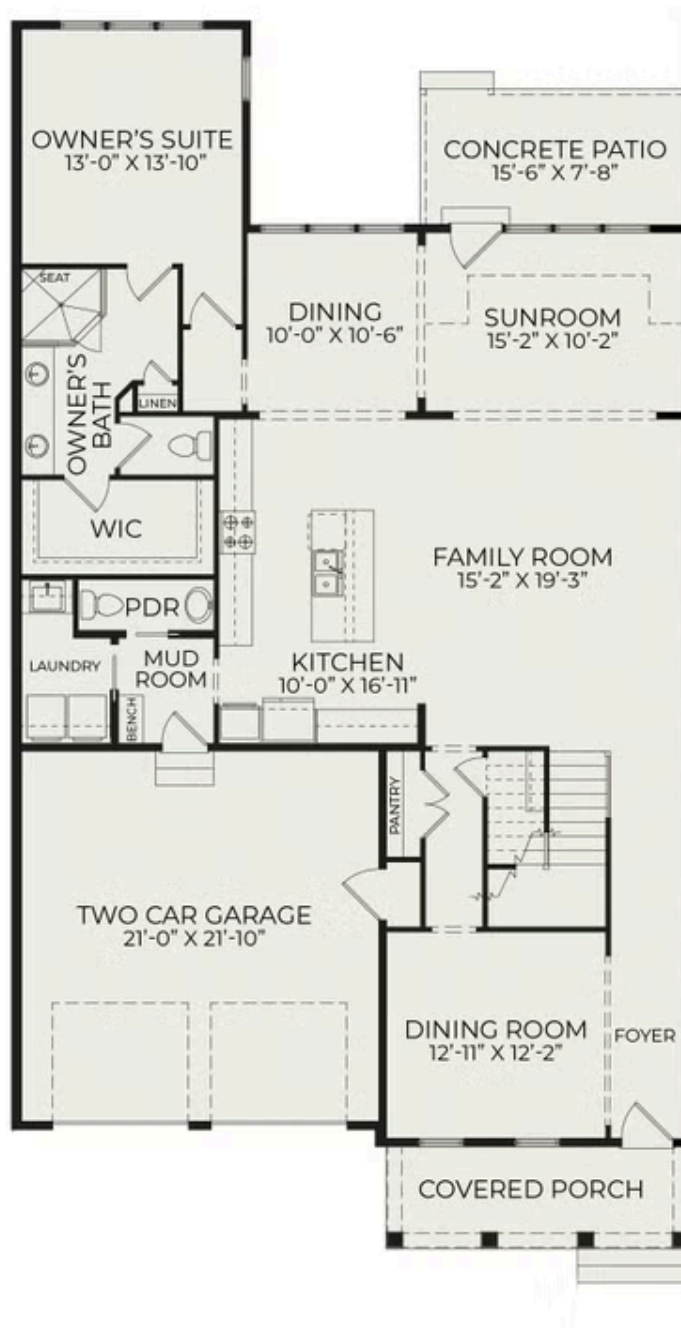 OWNER'S SUITE
13'-0" X 13'-10"
CONCRETE PATIO
15'-6" X 7'-8"
SEAT
DINING
10'-0" X 10'-6"
SUNROOM
15'-2" X 10'-2"
OWNER'S
BATH
LINEN
WIC
FAMILY ROOM
15'-2" X 19'-3"
PDR
LAUNDRY
MUD
ROOM
BENCH
KITCHEN
10'-0" X 16'-11"
PANTRY
TWO CAR GARAGE
21'-0" X 21'-10"
DINING ROOM
12'-11" X 12'-2"
FOYER
COVERED PORCH